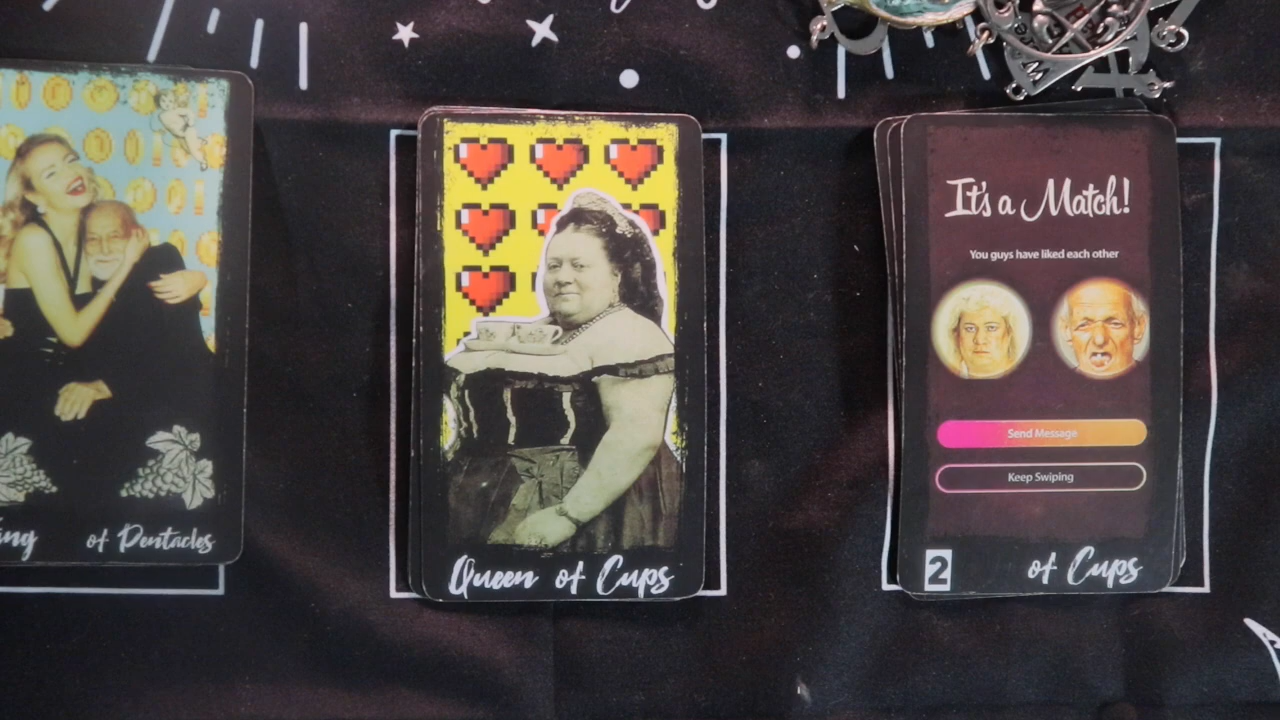 It's a Match!
You guys have liked each other
Send Message
Keep Swiping
of Pentacles
Queen of Cups
2 of Cups